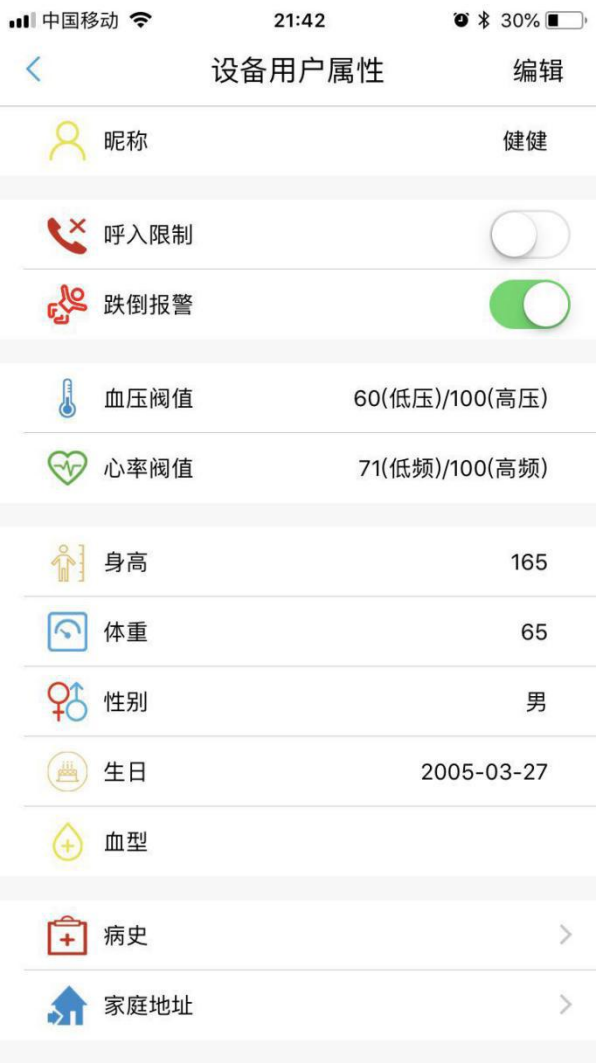 中国移动 21:42 30%
设备用户属性 编辑
昵称 健健
呼入限制
跌倒报警
血压阀值 60(低压)/100(高压)
心率阀值 71(低频)/100(高频)
身高 165
体重 65
性别 男
生日 2005-03-27
血型
病史
家庭地址